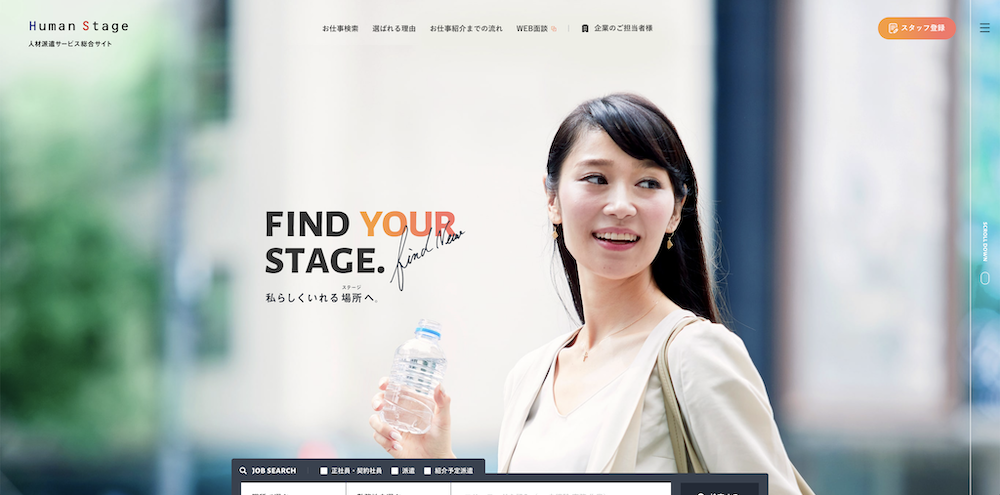 Human Stage
人材派遣サービス総合サイト
お仕事検索
選ばれる理由
お仕事紹介までの流れ
WEB面談
企業のご担当者様
スタッフ登録
FIND YOUR
STAGE.
find New
ステージ
私らしくいれる場所へ。
SCROLL DOWN
JOB SEARCH
正社員・契約社員
派遣
紹介予定派遣